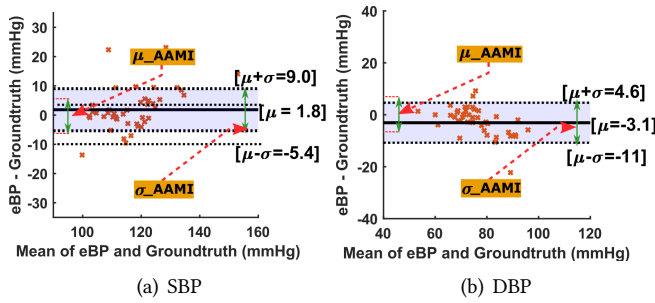 eBP - Groundtruth (mmHg)
30
20
10
0
-10
-20
-30
μ_AAMI
[μ+σ=9.0]
[μ = 1.8]
[μ-σ=-5.4]
σ_AAMI
100
120
140
160
Mean of eBP and Groundtruth (mmHg)
(a) SBP
eBP - Groundtruth (mmHg)
40
20
0
-20
-40
μ_AAMI
[μ+σ=4.6]
[μ=-3.1]
[μ-σ=-11]
σ_AAMI
40
60
80
100
120
Mean of eBP and Groundtruth (mmHg)
(b) DBP